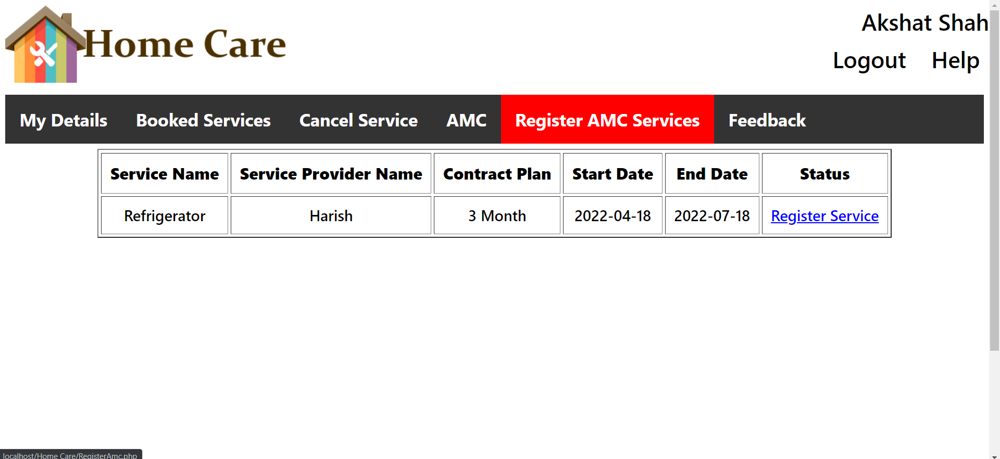 Home Care
Akshat Shah
Logout Help
My Details Booked Services Cancel Service AMC Register AMC Services Feedback
Service Name Service Provider Name Contract Plan Start Date End Date Status
Refrigerator Harish 3 Month 2022-04-18 2022-07-18 Register Service
localhost/Home Care/RegisterAmc.php